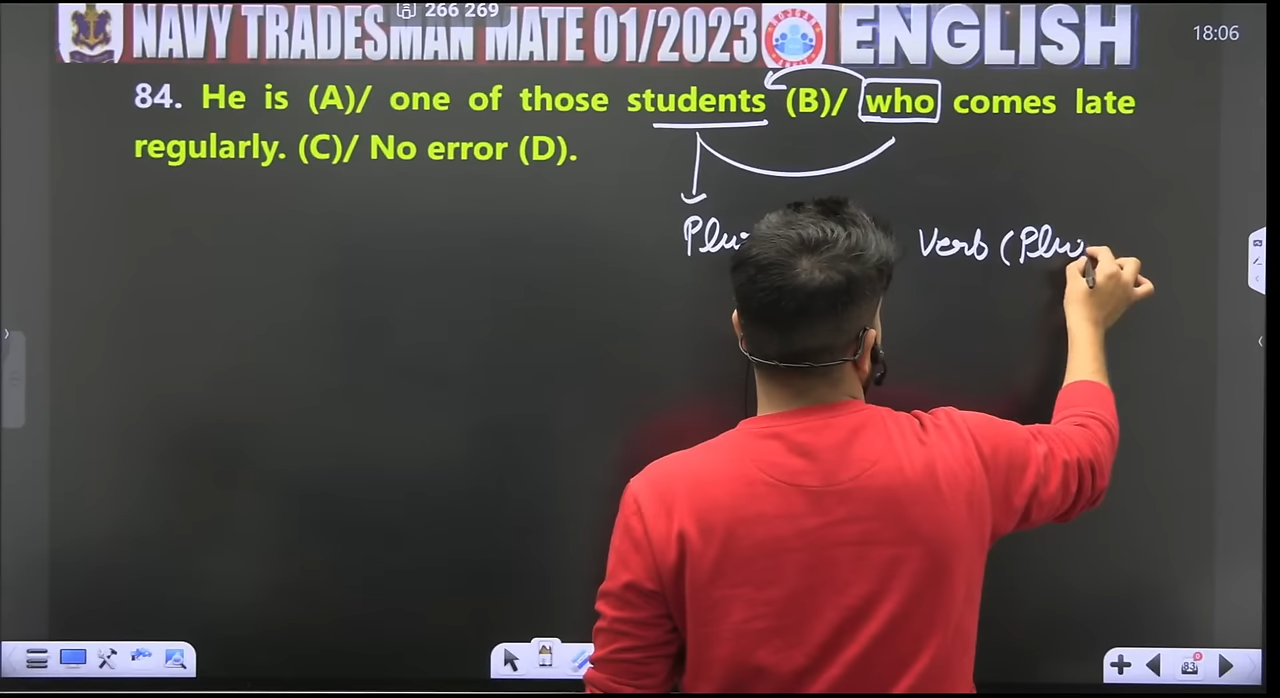 266 269
NAVY TRADESMAN MATE 01/2023 ENGLISH
18:06
84. He is (A)/ one of those students (B)/ who comes late
regularly. (C)/ No error (D).
Verb (Plu
83